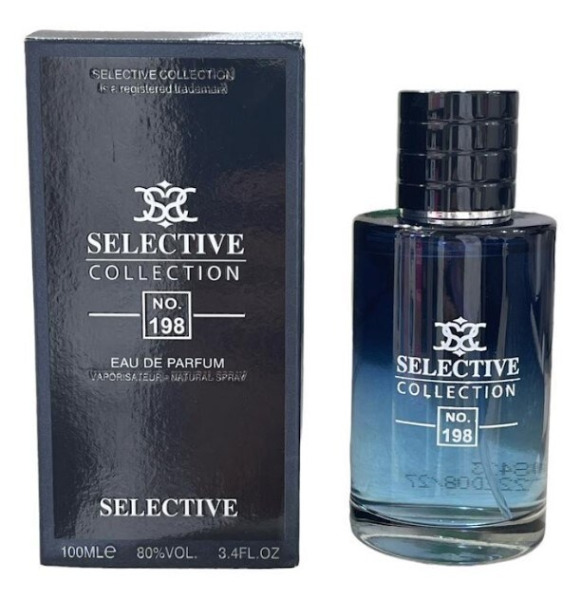 SELECTIVE COLLECTION
is a registered trademark
SELECTIVE
COLLECTION
NO.
198
EAU DE PARFUM
VAPORISATEUR • NATURAL SPRAY
SELECTIVE
100MLe 80%VOL. 3.4FL.OZ
SELECTIVE
COLLECTION
NO.
198